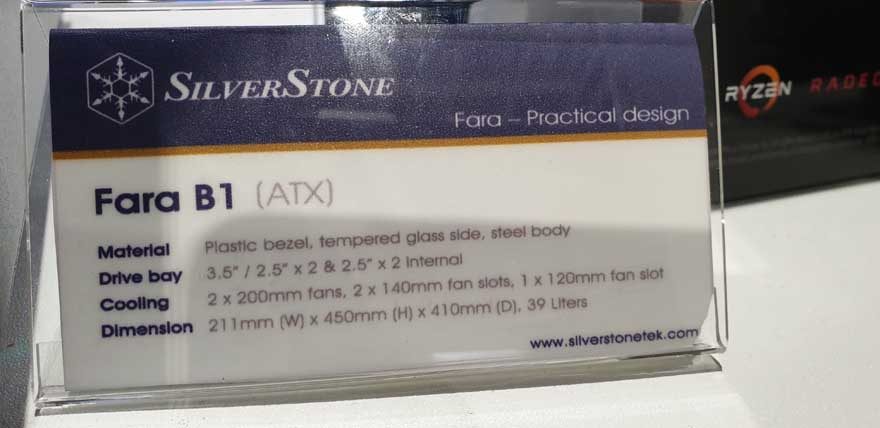 SILVERSTONE
Fara – Practical design
Fara B1 (ATX)
Material Plastic bezel, tempered glass side, steel body
Drive bay 3.5" / 2.5" x 2 & 2.5" x 2 Internal
Cooling 2 x 200mm fans, 2 x 140mm fan slots, 1 x 120mm fan slot
Dimension 211mm (W) x 450mm (H) x 410mm (D), 39 Liters
www.silverstonetek.com
RYZEN RADEO